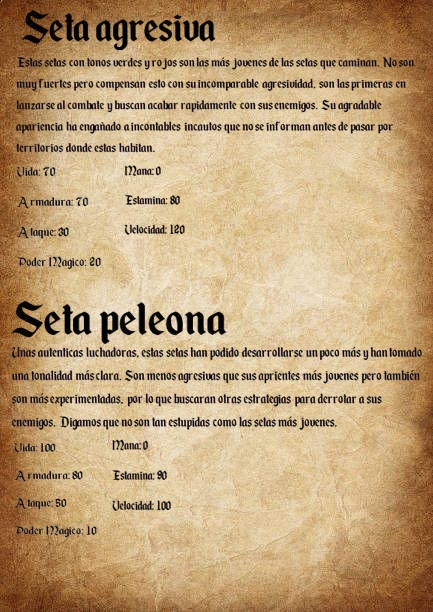 Seta agresiva
Estas setas con tonos verdes y rojos son las más jovenes de las setas que caminan. No son
muy fuertes pero compensan esto con su incomparable agresividad, son las primeras en
lanzarse al combate y buscan acabar rapidamente con sus enemigos. Su agradable
apariencia ha engañado a incontables incautos que no se informan antes de pasar por
territorios donde estas habitan.
Vida: 70 Mana: 0
Armadura: 70 Estamina: 80
Ataque: 30 Velocidad: 120
Poder Magico: 20
Seta peleona
Unas autenticas luchadoras, estas setas han podido desarrollarse un poco más y han tomado
una tonalidad más clara. Son menos agresivas que sus aprientes más jovenes pero también
son más experimentadas, por lo que buscaran otras estrategias para derrotar a sus
enemigos. Digamos que no son tan estupidas como las setas más jovenes.
Vida: 100 Mana: 0
Armadura: 80 Estamina: 90
Ataque: 50 Velocidad: 100
Poder Magico: 10